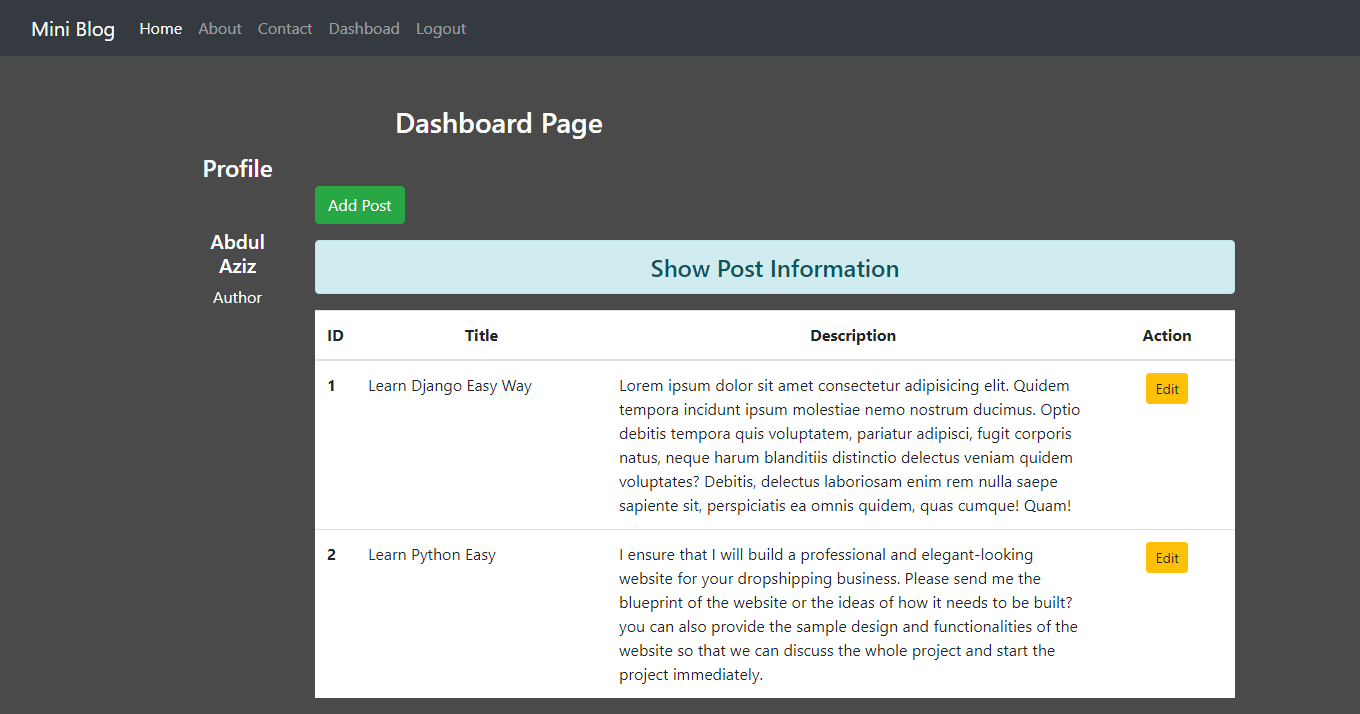 Mini Blog Home About Contact Dashboad Logout
Dashboard Page
Profile
Add Post
Abdul
Aziz
Author
Show Post Information
ID Title Description Action
1 Learn Django Easy Way Lorem ipsum dolor sit amet consectetur adipisicing elit. Quidem Edit
tempora incidunt ipsum molestiae nemo nostrum ducimus. Optio
debitis tempora quis voluptatem, pariatur adipisci, fugit corporis
natus, neque harum blanditiis distinctio delectus veniam quidem
voluptates? Debitis, delectus laboriosam enim rem nulla saepe
sapiente sit, perspiciatis ea omnis quidem, quas cumque! Quam!
2 Learn Python Easy I ensure that I will build a professional and elegant-looking Edit
website for your dropshipping business. Please send me the
blueprint of the website or the ideas of how it needs to be built?
you can also provide the sample design and functionalities of the
website so that we can discuss the whole project and start the
project immediately.